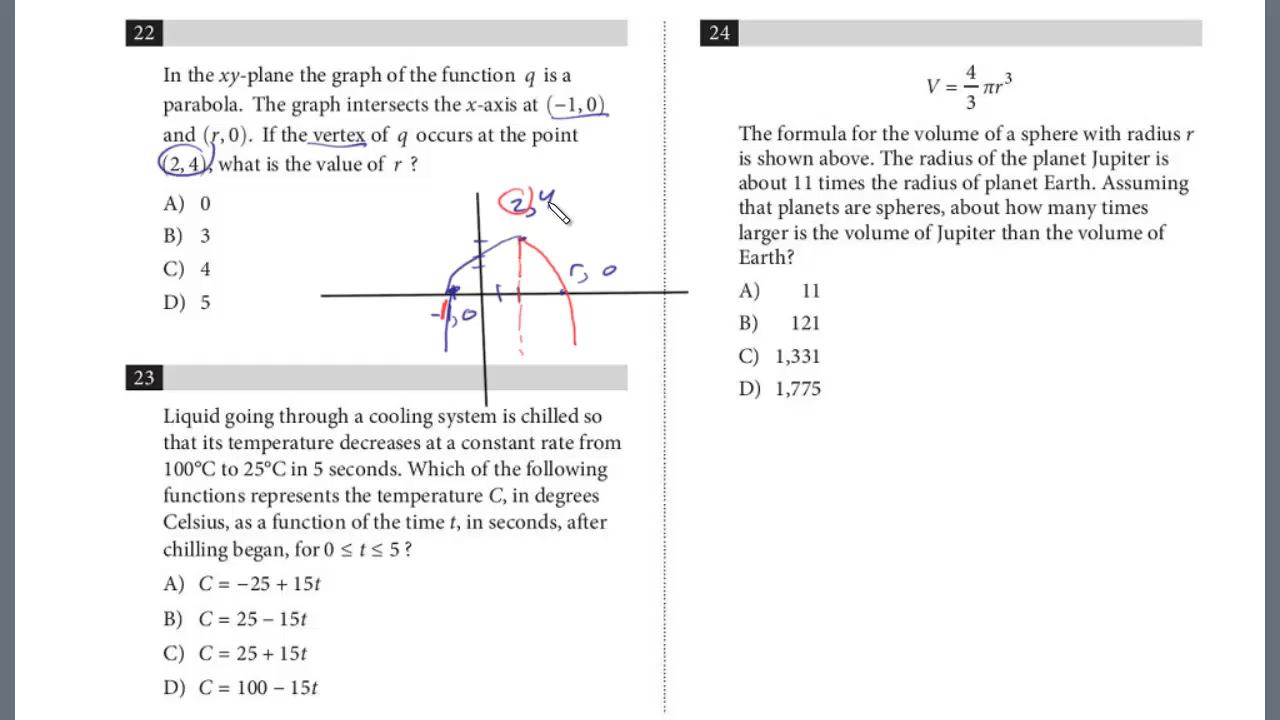 22
In the xy-plane the graph of the function q is a
parabola. The graph intersects the x-axis at (−1, 0)
and (r, 0). If the vertex of q occurs at the point
(2, 4), what is the value of r ?
A) 0
B) 3
C) 4
D) 5
2, 4
r, 0
-1, 0
23
Liquid going through a cooling system is chilled so
that its temperature decreases at a constant rate from
100°C to 25°C in 5 seconds. Which of the following
functions represents the temperature C, in degrees
Celsius, as a function of the time t, in seconds, after
chilling began, for 0 ≤ t ≤ 5 ?
A) C = −25 + 15t
B) C = 25 − 15t
C) C = 25 + 15t
D) C = 100 − 15t
24
V = 4/3 πr³
The formula for the volume of a sphere with radius r
is shown above. The radius of the planet Jupiter is
about 11 times the radius of planet Earth. Assuming
that planets are spheres, about how many times
larger is the volume of Jupiter than the volume of
Earth?
A) 11
B) 121
C) 1,331
D) 1,775